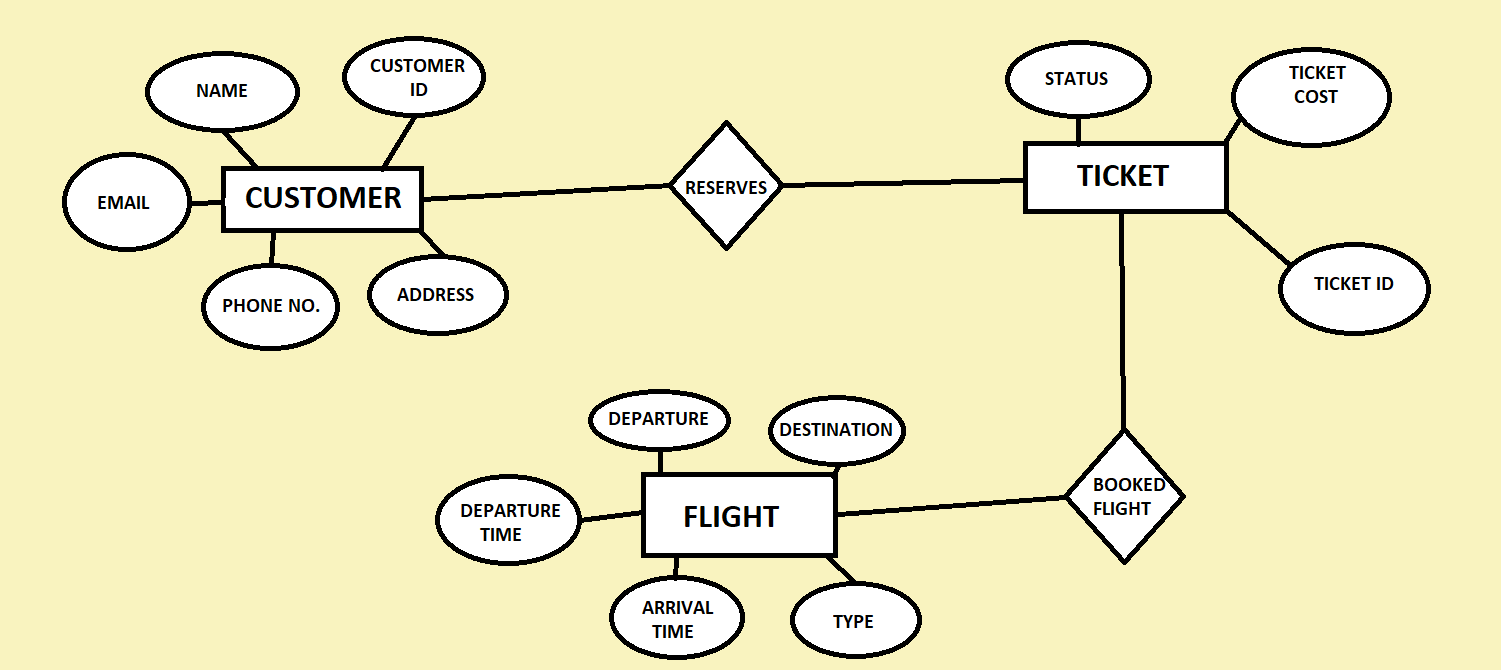 NAME
CUSTOMER
ID
EMAIL
CUSTOMER
PHONE NO.
ADDRESS
RESERVES
STATUS
TICKET
COST
TICKET
TICKET ID
DEPARTURE
DESTINATION
DEPARTURE
TIME
FLIGHT
ARRIVAL
TIME
TYPE
BOOKED
FLIGHT